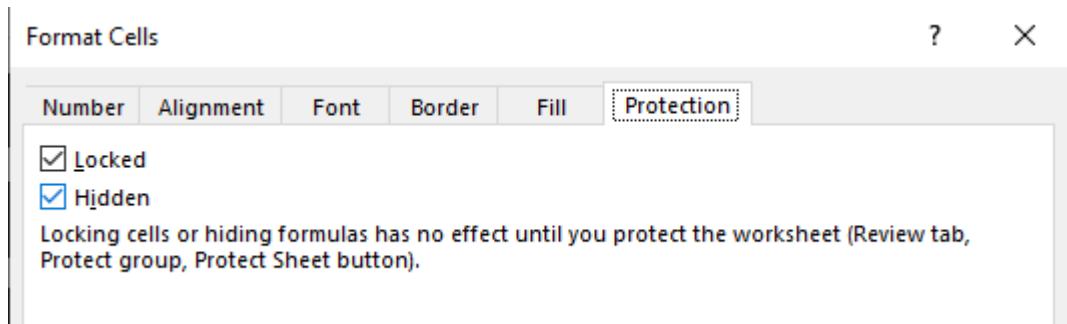 Format Cells ?
Number Alignment Font Border Fill Protection
Locked
Hidden
Locking cells or hiding formulas has no effect until you protect the worksheet (Review tab,
Protect group, Protect Sheet button).